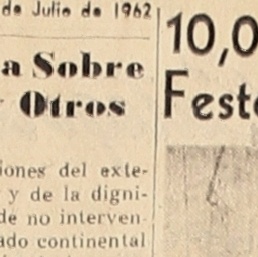 de Julio de 1962
a Sobre
Otros
iones del exte-
y de la digni-
de no interven-
ado continental
10,0
Feste